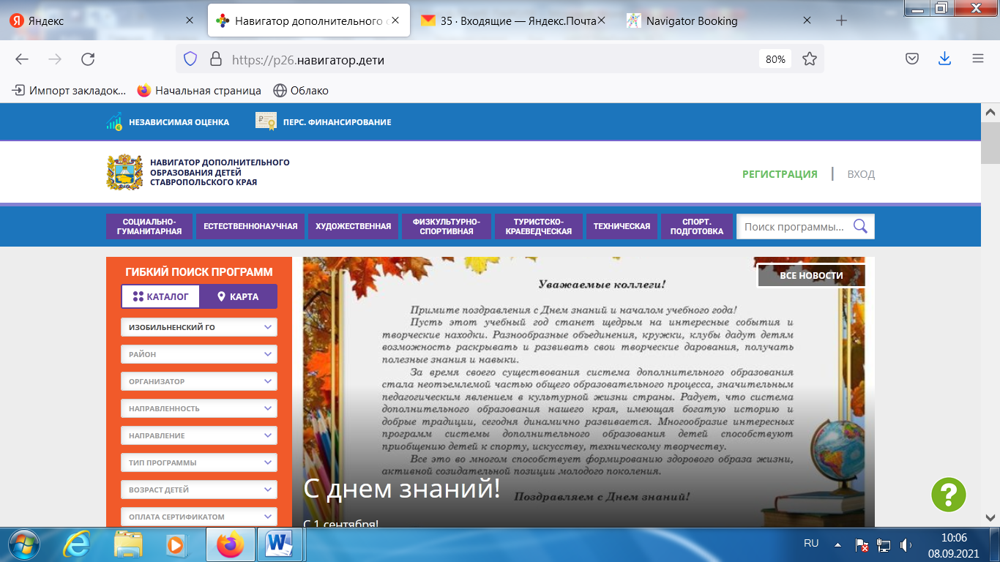 Яндекс
Навигатор дополнительного о
35 · Входящие — Яндекс.Почта
Navigator Booking
https://р26.навигатор.дети
80%
Импорт закладок...
Начальная страница
Облако
НЕЗАВИСИМАЯ ОЦЕНКА
ПЕРС. ФИНАНСИРОВАНИЕ
НАВИГАТОР ДОПОЛНИТЕЛЬНОГО
ОБРАЗОВАНИЯ ДЕТЕЙ
СТАВРОПОЛЬСКОГО КРАЯ
РЕГИСТРАЦИЯ | ВХОД
СОЦИАЛЬНО-
ГУМАНИТАРНАЯ
ЕСТЕСТВЕННОНАУЧНАЯ
ХУДОЖЕСТВЕННАЯ
ФИЗКУЛЬТУРНО-
СПОРТИВНАЯ
ТУРИСТСКО-
КРАЕВЕДЧЕСКАЯ
ТЕХНИЧЕСКАЯ
СПОРТ.
ПОДГОТОВКА
Поиск программы...
ГИБКИЙ ПОИСК ПРОГРАММ
КАТАЛОГ
КАРТА
ИЗОБИЛЬНЕНСКИЙ ГО
РАЙОН
ОРГАНИЗАТОР
НАПРАВЛЕННОСТЬ
НАПРАВЛЕНИЕ
ТИП ПРОГРАММЫ
ВОЗРАСТ ДЕТЕЙ
ОПЛАТА СЕРТИФИКАТОМ
ВСЕ НОВОСТИ
Уважаемые коллеги!
Примите поздравления с Днем знаний и началом учебного года!
Пусть этот учебный год станет щедрым на интересные события и
творческие находки. Разнообразные объединения, кружки, клубы дадут детям
возможность раскрывать и развивать свои творческие дарования, получать
полезные знания и навыки.
За время своего существования система дополнительного образования
стала неотъемлемой частью общего образовательного процесса, значительным
педагогическим явлением в культурной жизни страны. Радует, что система
дополнительного образования нашего края, имеющая богатую историю и
добрые традиции, сегодня динамично развивается. Многообразие интересных
программ системы дополнительного образования детей способствуют
приобщению детей к спорту, искусству, техническому творчеству.
Все это во многом способствует формированию здорового образа жизни,
активной созидательной позиции молодого поколения.
Поздравляем с Днем знаний!
С днем знаний!
С 1 сентября!
?
RU
10:06
08.09.2021